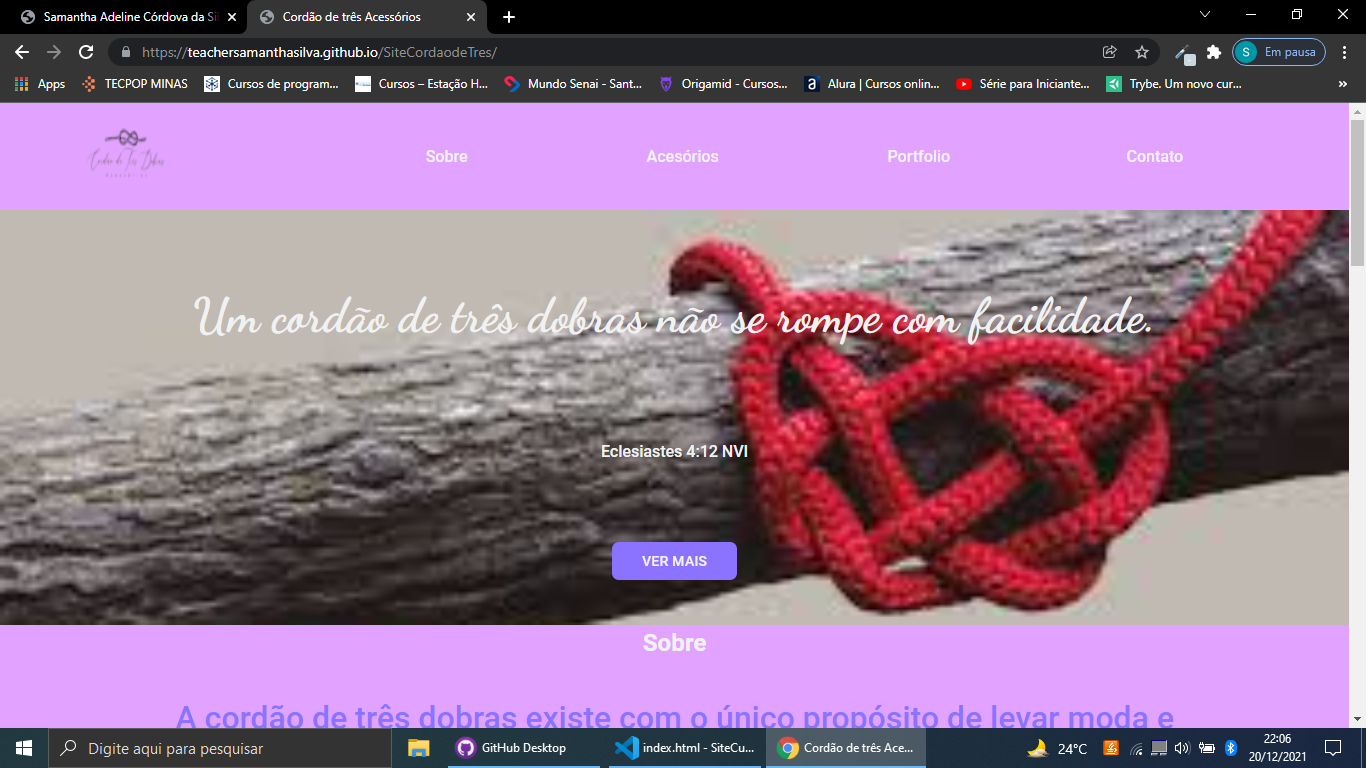 Samantha Adeline Córdova da Sil
Cordão de três Acessórios
https://teachersamanthasilva.github.io/SiteCordaodeTres/
S Em pausa
Apps TECPOP MINAS Cursos de program... Cursos – Estação H... Mundo Senai - Sant... Origamid - Cursos... Alura | Cursos onlin... Série para Iniciante... Trybe. Um novo cur... »
Cordão de Três Dobras
Sobre Acesórios Portfolio Contato
Um cordão de três dobras não se rompe com facilidade.
Eclesiastes 4:12 NVI
VER MAIS
Sobre
A cordão de três dobras existe com o único propósito de levar moda e
Digite aqui para pesquisar
GitHub Desktop
index.html - SiteCu...
Cordão de três Ace...
24°C
22:06
20/12/2021